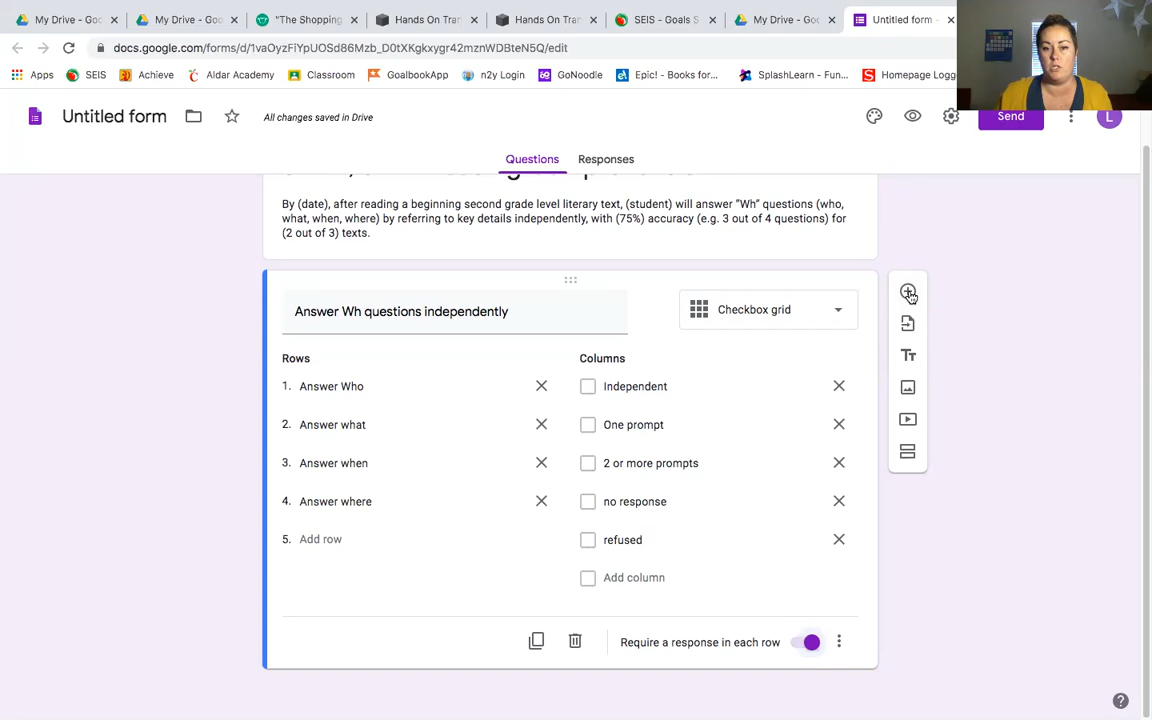 My Drive - Goo
My Drive - Goo
"The Shopping
Hands On Tran
Hands On Tran
SEIS - Goals S
My Drive - Goo
Untitled form -
docs.google.com/forms/d/1vaOyzFiYpUOSd86Mzb_D0tXKgkxygr42mznWDBteN5Q/edit
Apps
SEIS
Achieve
Aldar Academy
Classroom
GoalbookApp
n2y Login
GoNoodle
Epic! - Books for...
SplashLearn - Fun...
Homepage Logg
Untitled form
All changes saved in Drive
Send
L
Questions
Responses
By (date), after reading a beginning second grade level literary text, (student) will answer "Wh" questions (who,
what, when, where) by referring to key details independently, with (75%) accuracy (e.g. 3 out of 4 questions) for
(2 out of 3) texts.
Answer Wh questions independently
Checkbox grid
Rows
Columns
1. Answer Who
Independent
2. Answer what
One prompt
3. Answer when
2 or more prompts
4. Answer where
no response
5. Add row
refused
Add column
Require a response in each row